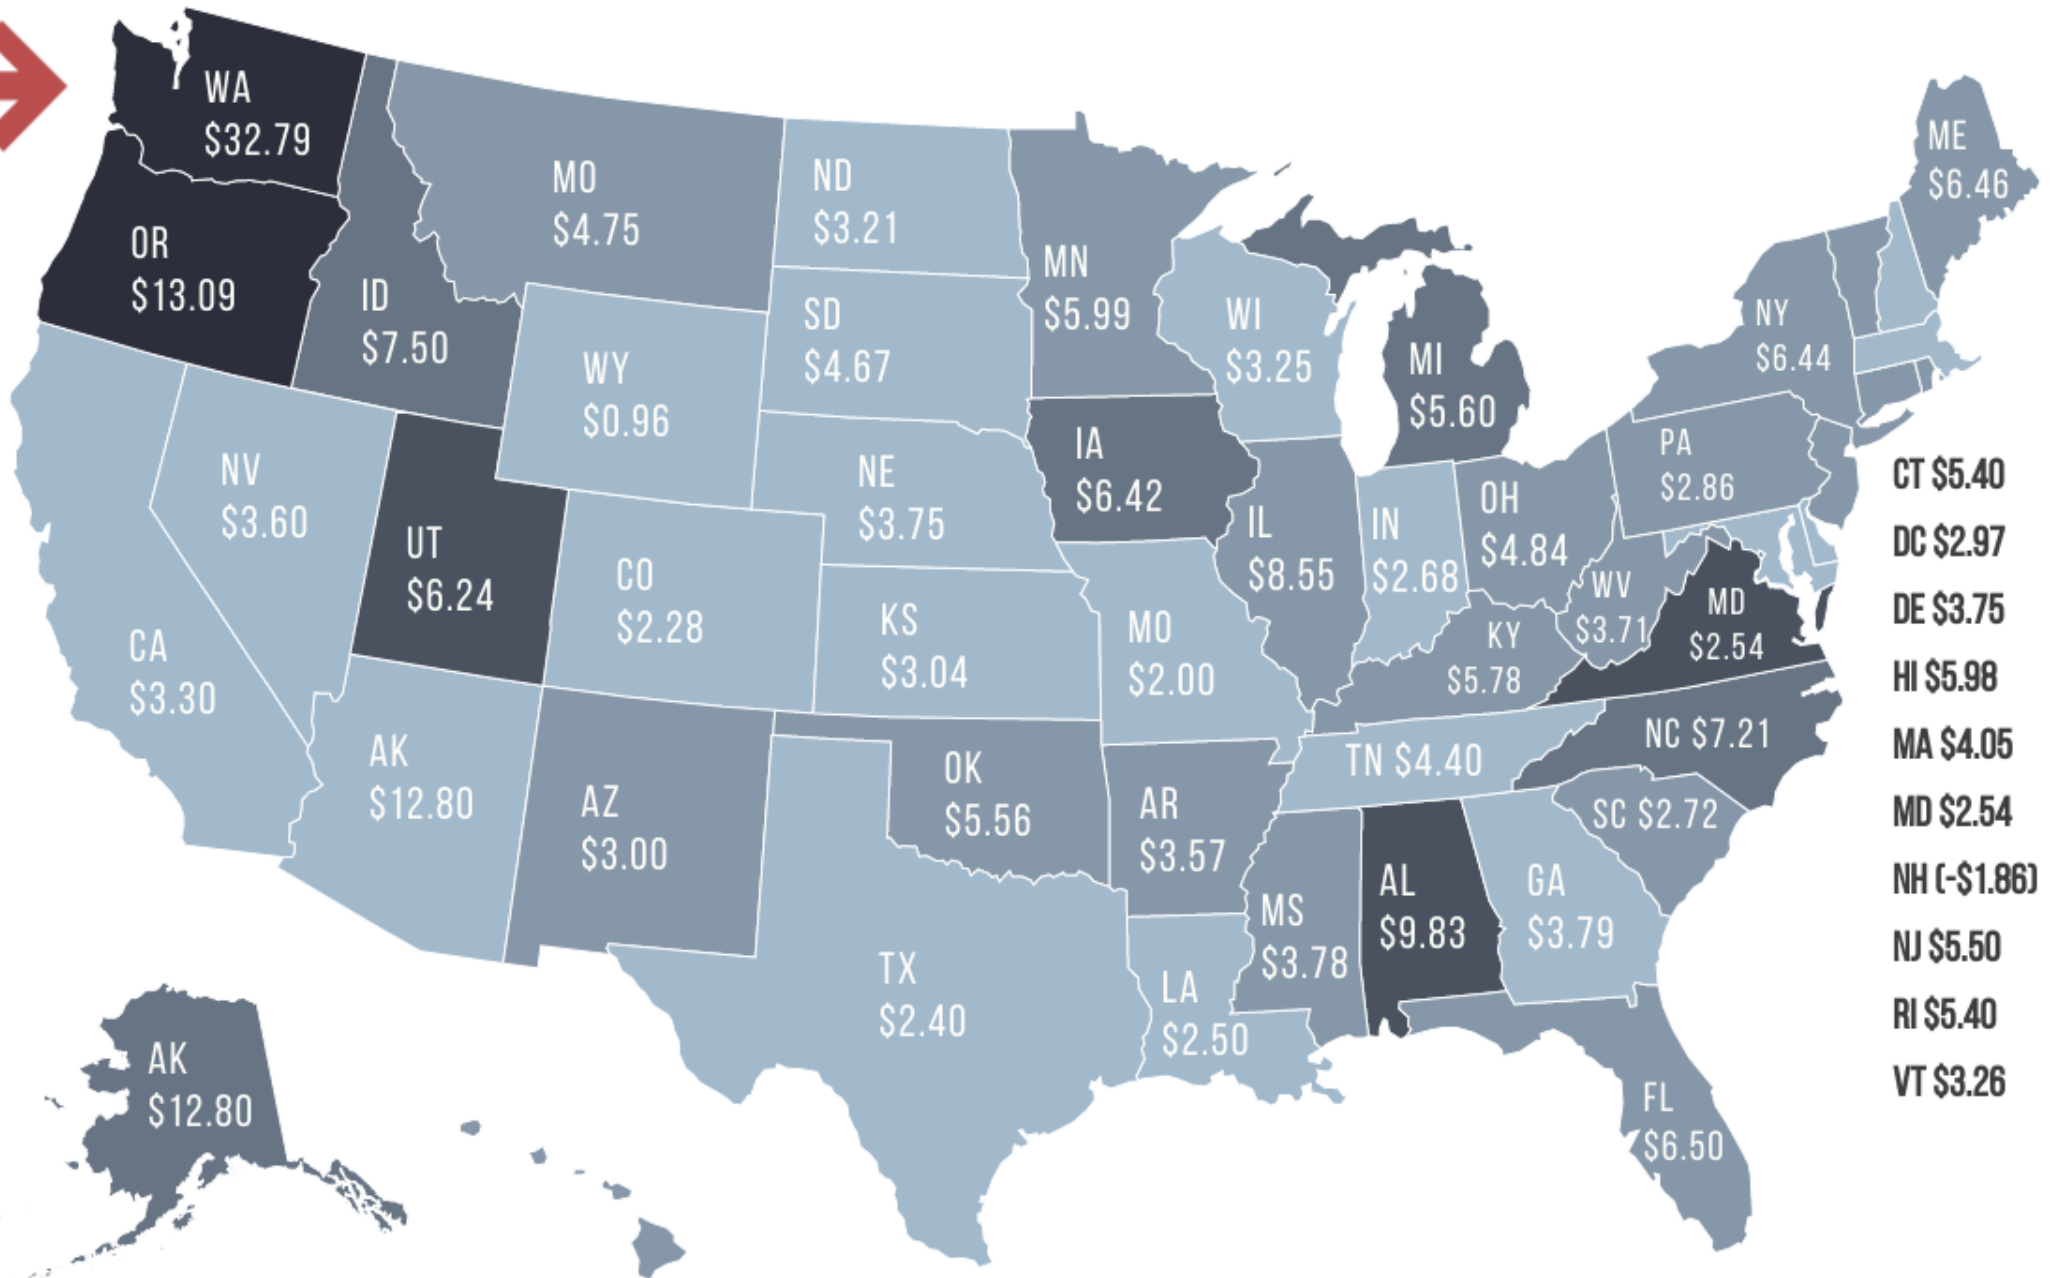 WA
$32.79
OR
$13.09
ID
$7.50
MO
$4.75
ND
$3.21
MN
$5.99
SD
$4.67
WY
$0.96
WI
$3.25
MI
$5.60
ME
$6.46
NY
$6.44
NV
$3.60
UT
$6.24
NE
$3.75
IA
$6.42
IL
$8.55
IN
$2.68
OH
$4.84
PA
$2.86
CA
$3.30
CO
$2.28
KS
$3.04
MO
$2.00
KY
$5.78
WV
$3.71
MD
$2.54
AK
$12.80
AZ
$3.00
OK
$5.56
AR
$3.57
TN $4.40
NC $7.21
SC $2.72
TX
$2.40
LA
$2.50
MS
$3.78
AL
$9.83
GA
$3.79
FL
$6.50
AK
$12.80
CT $5.40
DC $2.97
DE $3.75
HI $5.98
MA $4.05
MD $2.54
NH (-$1.86)
NJ $5.50
RI $5.40
VT $3.26